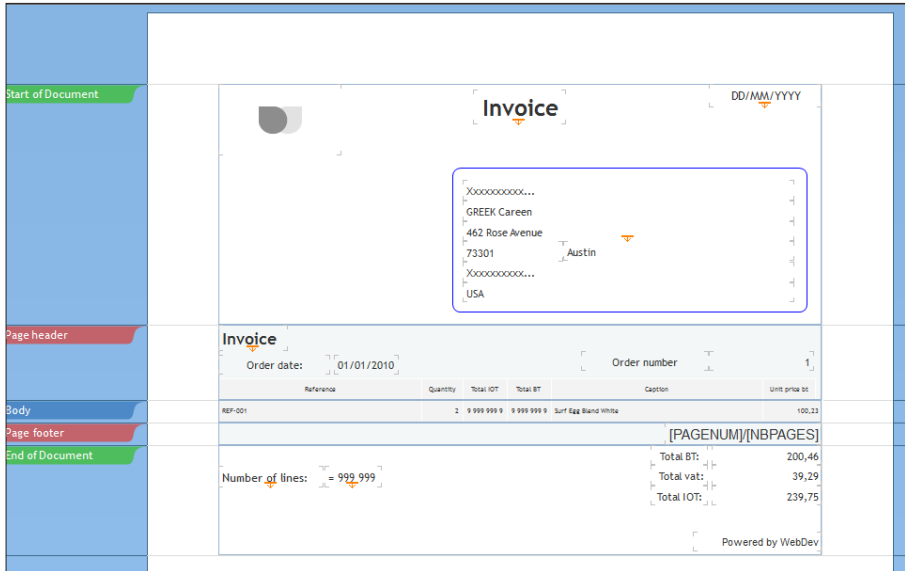 Start of Document
Invoice
DD/MM/YYYY
Xxxxxxxxxx...
GREEK Careen
462 Rose Avenue
73301 Austin
Xxxxxxxxxx...
USA
Page header
Invoice
Order date: 01/01/2010 Order number 1
Reference Quantity Total IOT Total BT Caption Unit price bt
Body
REF-001 2 9 999 999 9 9 999 999 9 Surf Egg Blend White 100,23
Page footer
[PAGENUM]/[NBPAGES]
End of Document
Total BT: 200,46
Number of lines: = 999 999 Total vat: 39,29
Total IOT: 239,75
Powered by WebDev